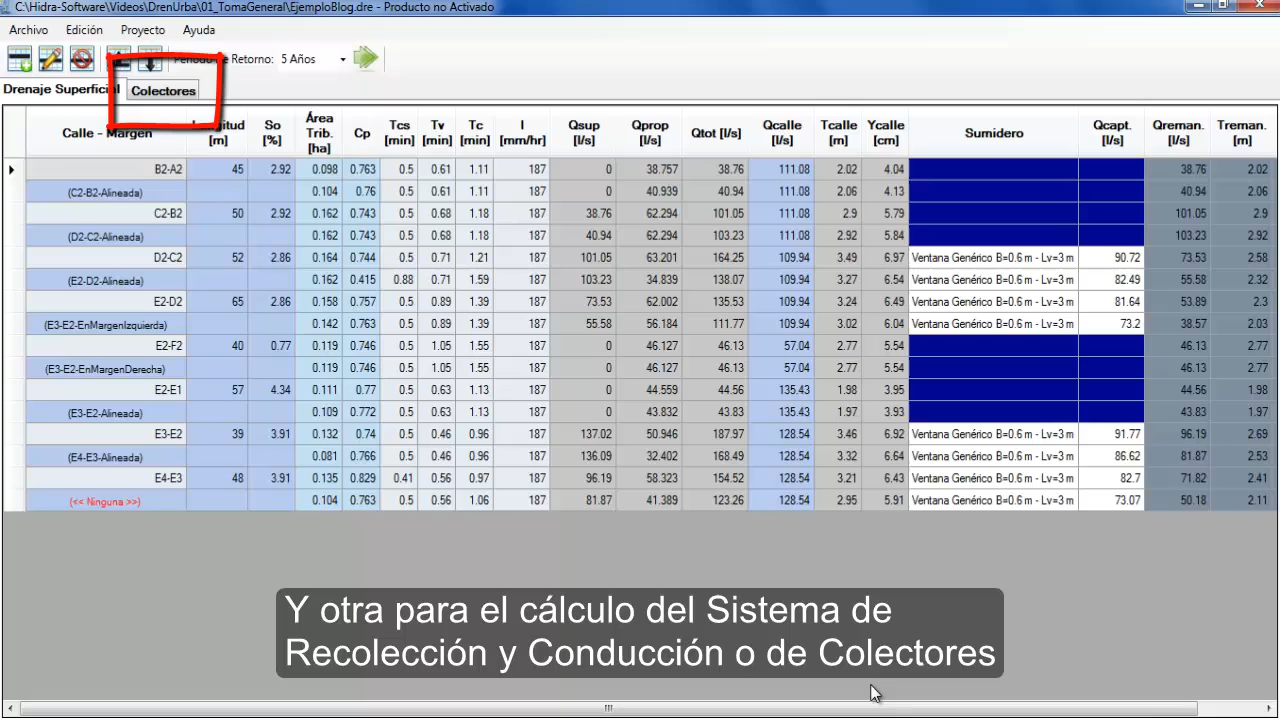 C:\Hidra-Software\Videos\DrenUrba\01_TomaGeneral\EjemploBlog.dre - Producto no Activado
Archivo Edición Proyecto Ayuda
Retorno: 5 Años
Drenaje Superficial Colectores
Calle - Margen [m] So [%] Área Trib. [ha] Cp Tcs [min] Tv [min] Tc [min] I [mm/hr] Qsup [l/s] Qprop [l/s] Qtot [l/s] Qcalle [l/s] Tcalle [m] Ycalle [cm] Sumidero Qcapt. [l/s] Qreman. [l/s] Treman. [m]
B2-A2 45 2.92 0.098 0.763 0.5 0.61 1.11 187 0 38.757 38.76 111.08 2.02 4.04 38.76 2.02
(C2-B2-Alineada) 0.104 0.76 0.5 0.61 1.11 187 0 40.939 40.94 111.08 2.06 4.13 40.94 2.06
C2-B2 50 2.92 0.162 0.743 0.5 0.68 1.18 187 38.76 62.294 101.05 111.08 2.9 5.79 101.05 2.9
(D2-C2-Alineada) 0.162 0.743 0.5 0.68 1.18 187 40.94 62.294 103.23 111.08 2.92 5.84 103.23 2.92
D2-C2 52 2.86 0.164 0.744 0.5 0.71 1.21 187 101.05 63.201 164.25 109.94 3.49 6.97 Ventana Genérico B=0.6 m - Lv=3 m 90.72 73.53 2.58
(E2-D2-Alineada) 0.162 0.415 0.88 0.71 1.59 187 103.23 34.839 138.07 109.94 3.27 6.54 Ventana Genérico B=0.6 m - Lv=3 m 82.49 55.58 2.32
E2-D2 65 2.86 0.158 0.757 0.5 0.89 1.39 187 73.53 62.002 135.53 109.94 3.24 6.49 Ventana Genérico B=0.6 m - Lv=3 m 81.64 53.89 2.3
(E3-E2-EnMargenIzquierda) 0.142 0.763 0.5 0.89 1.39 187 55.58 56.184 111.77 109.94 3.02 6.04 Ventana Genérico B=0.6 m - Lv=3 m 73.2 38.57 2.03
E2-F2 40 0.77 0.119 0.746 0.5 1.05 1.55 187 0 46.127 46.13 57.04 2.77 5.54 46.13 2.77
(E3-E2-EnMargenDerecha) 0.119 0.746 0.5 1.05 1.55 187 0 46.127 46.13 57.04 2.77 5.54 46.13 2.77
E2-E1 57 4.34 0.111 0.77 0.5 0.63 1.13 187 0 44.559 44.56 135.43 1.98 3.95 44.56 1.98
(E3-E2-Alineada) 0.109 0.772 0.5 0.63 1.13 187 0 43.832 43.83 135.43 1.97 3.93 43.83 1.97
E3-E2 39 3.91 0.132 0.74 0.5 0.46 0.96 187 137.02 50.946 187.97 128.54 3.46 6.92 Ventana Genérico B=0.6 m - Lv=3 m 91.77 96.19 2.69
(E4-E3-Alineada) 0.081 0.766 0.5 0.46 0.96 187 136.09 32.402 168.49 128.54 3.32 6.64 Ventana Genérico B=0.6 m - Lv=3 m 86.62 81.87 2.53
E4-E3 48 3.91 0.135 0.829 0.41 0.56 0.97 187 96.19 58.323 154.52 128.54 3.21 6.43 Ventana Genérico B=0.6 m - Lv=3 m 82.7 71.82 2.41
(<< Ninguna >>) 0.104 0.763 0.5 0.56 1.06 187 81.87 41.389 123.26 128.54 2.95 5.91 Ventana Genérico B=0.6 m - Lv=3 m 73.07 50.18 2.11
Y otra para el cálculo del Sistema de
Recolección y Conducción o de Colectores